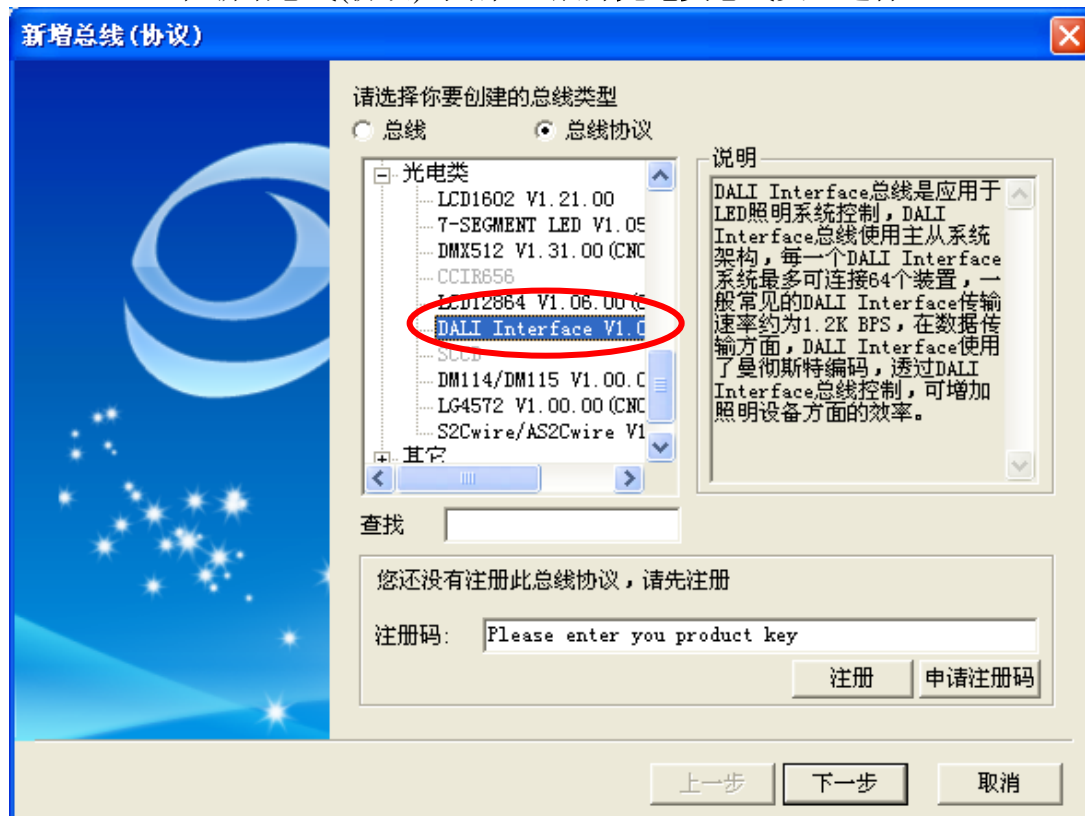 新增总线(协议)
请选择你要创建的总线类型
总线
总线协议
光电类
LCD1602 V1.21.00
7-SEGMENT LED V1.05
DMX512 V1.31.00(CNC
CCIR656
LCD12864 V1.06.00(
DALI Interface V1.0
SCCB
DM114/DM115 V1.00.C
LG4572 V1.00.00(CNC
S2Cwire/AS2Cwire V1
其它
说明
DALI Interface总线是应用于
LED照明系统控制，DALI
Interface总线使用主从系统
架构，每一个DALI Interface
系统最多可连接64个装置，一
般常见的DALI Interface传输
速率约为1.2K BPS，在数据传
输方面，DALI Interface使用
了曼彻斯特编码，透过DALI
Interface总线控制，可增加
照明设备方面的效率。
查找
您还没有注册此总线协议，请先注册
注册码:
Please enter you product key
注册
申请注册码
上一步
下一步
取消